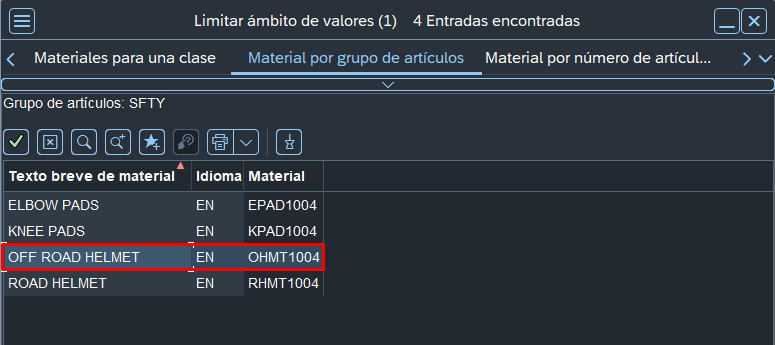 Limitar ámbito de valores (1) 4 Entradas encontradas
Materiales para una clase Material por grupo de artículos Material por número de artícul...
Grupo de artículos: SFTY
Texto breve de material Idioma Material
ELBOW PADS EN EPAD1004
KNEE PADS EN KPAD1004
OFF ROAD HELMET EN OHMT1004
ROAD HELMET EN RHMT1004